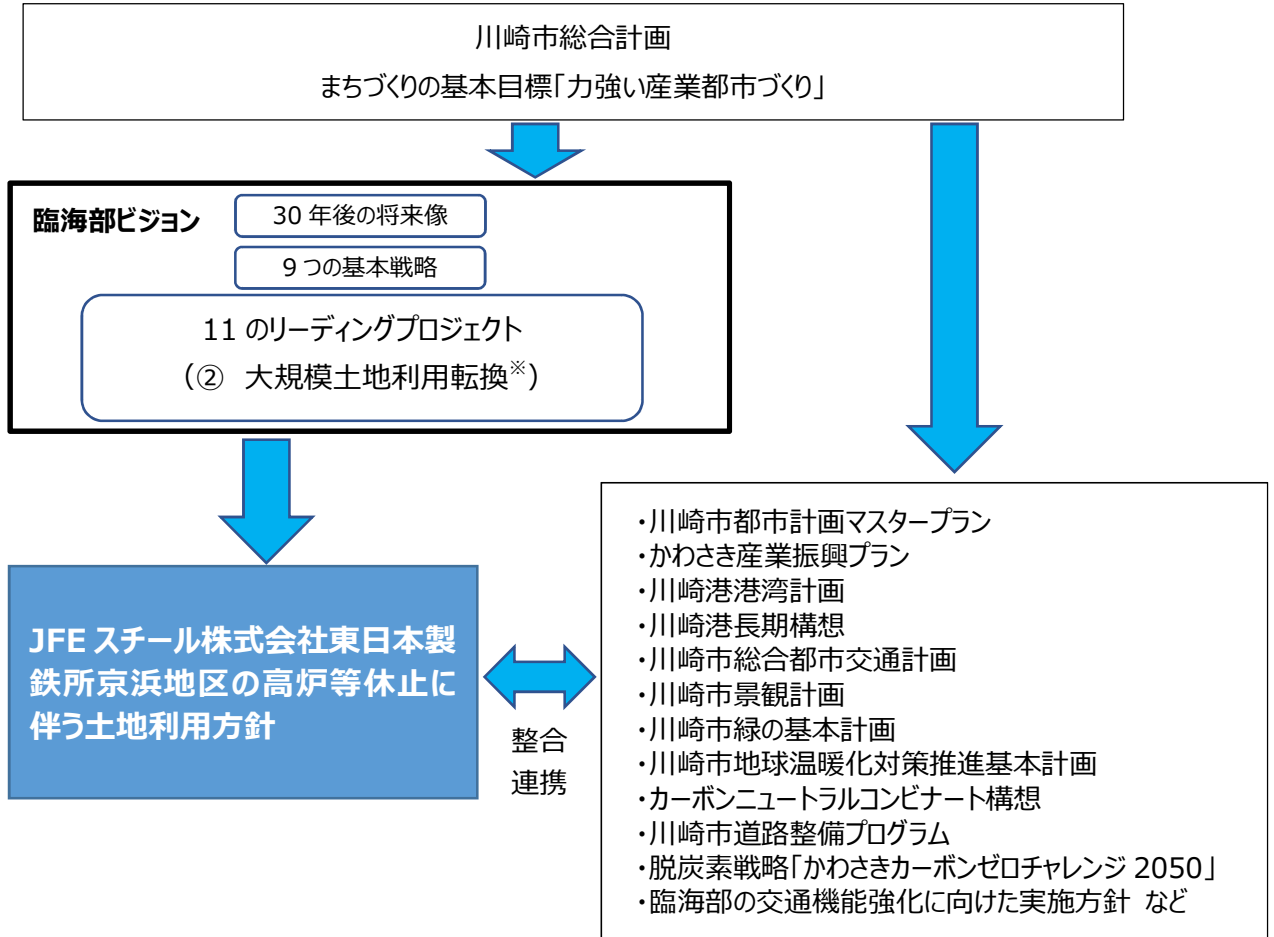 川崎市総合計画
まちづくりの基本目標「力強い産業都市づくり」
臨海部ビジョン
30 年後の将来像
9 つの基本戦略
11 のリーディングプロジェクト
（② 大規模土地利用転換※）
JFE スチール株式会社東日本製
鉄所京浜地区の高炉等休止に
伴う土地利用方針
整合
連携
・川崎市都市計画マスタープラン
・かわさき産業振興プラン
・川崎港港湾計画
・川崎港長期構想
・川崎市総合都市交通計画
・川崎市景観計画
・川崎市緑の基本計画
・川崎市地球温暖化対策推進基本計画
・カーボンニュートラルコンビナート構想
・川崎市道路整備プログラム
・脱炭素戦略「かわさきカーボンゼロチャレンジ 2050」
・臨海部の交通機能強化に向けた実施方針 など